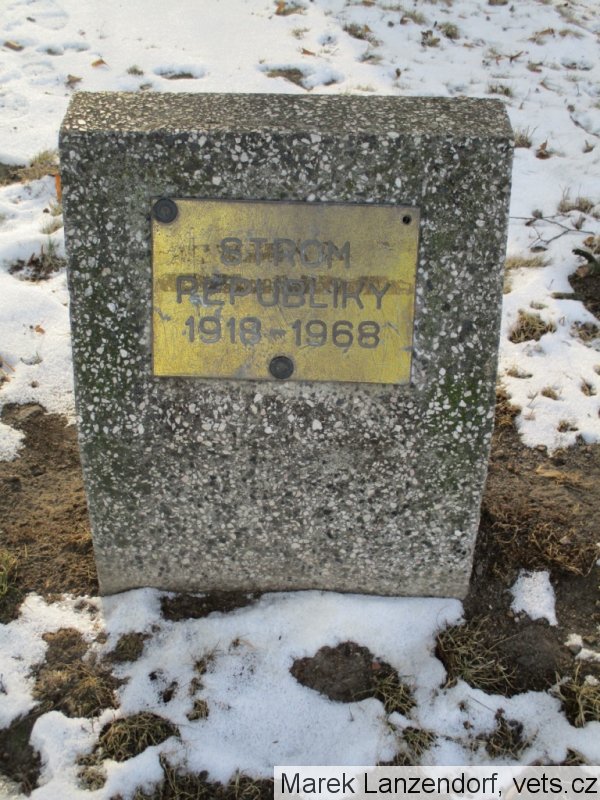 STROM
REPUBLIKY
1918-1968
Marek Lanzendorf, vets.cz